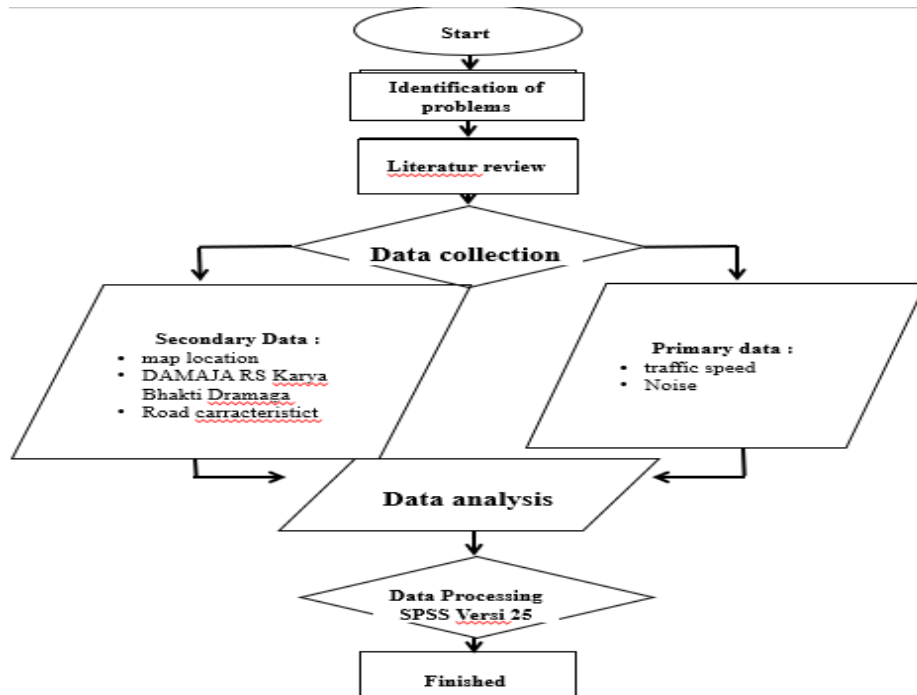 Start
Identification of
problems
Literatur review
Data collection
Secondary Data :
• map location
• DAMAJA RS Karya
Bhakti Dramaga
• Road carracteristict
Primary data :
• traffic speed
• Noise
Data analysis
Data Processing
SPSS Versi 25
Finished